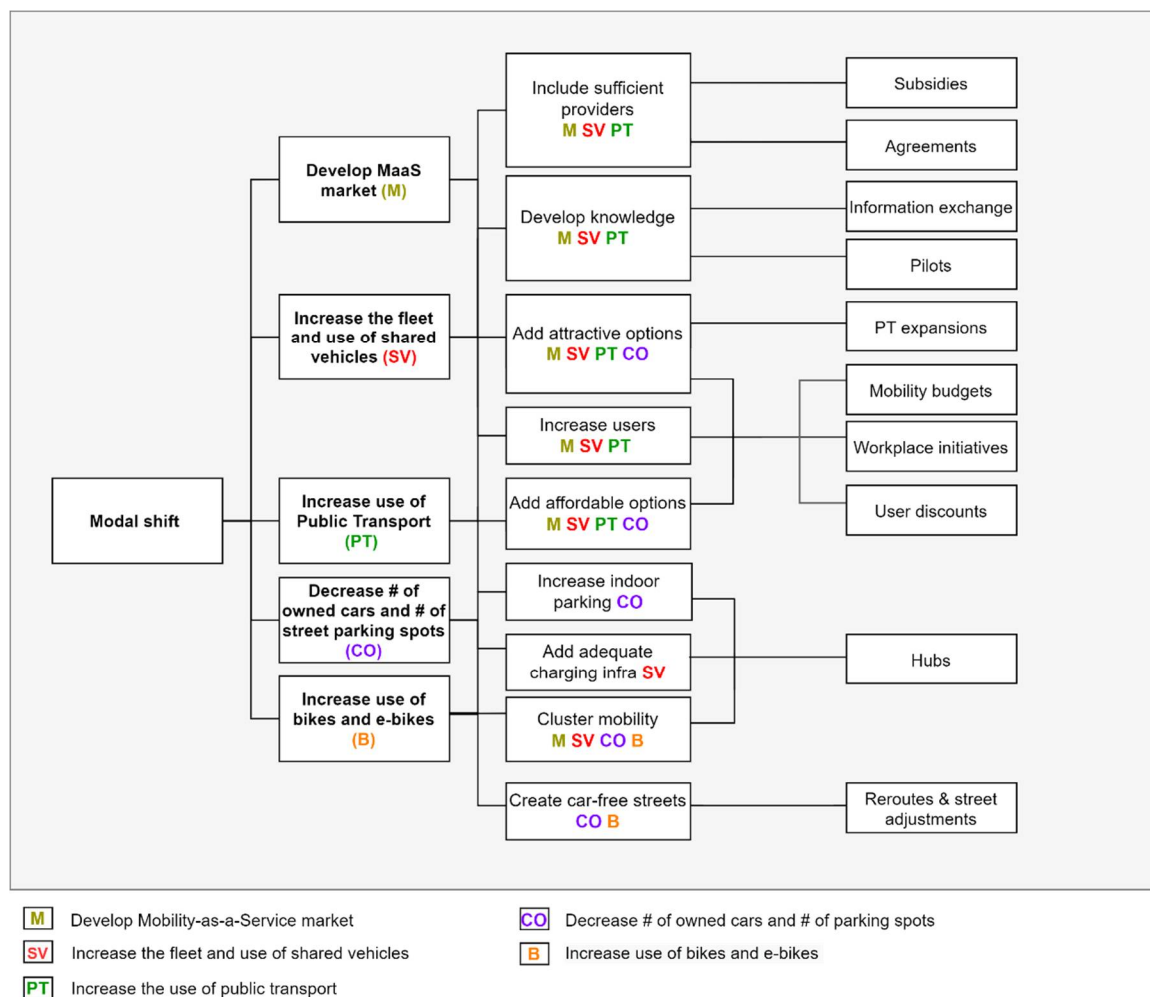 Modal shift
Develop MaaS
market (M)
Increase the fleet
and use of shared
vehicles (SV)
Increase use of
Public Transport
(PT)
Decrease # of
owned cars and # of
street parking spots
(CO)
Increase use of
bikes and e-bikes
(B)
Include sufficient
providers
M SV PT
Develop knowledge
M SV PT
Add attractive options
M SV PT CO
Increase users
M SV PT
Add affordable options
M SV PT CO
Increase indoor
parking CO
Add adequate
charging infra SV
Cluster mobility
M SV CO B
Create car-free streets
CO B
Subsidies
Agreements
Information exchange
Pilots
PT expansions
Mobility budgets
Workplace initiatives
User discounts
Hubs
Reroutes & street
adjustments
M Develop Mobility-as-a-Service market
SV Increase the fleet and use of shared vehicles
PT Increase the use of public transport
CO Decrease # of owned cars and # of parking spots
B Increase use of bikes and e-bikes